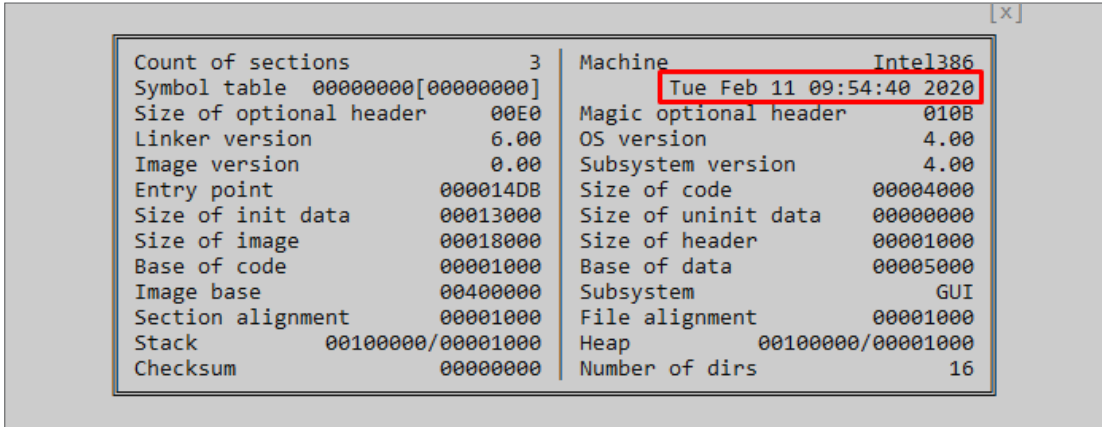 [x]
Count of sections 3 | Machine Intel386
Symbol table 00000000[00000000] | Tue Feb 11 09:54:40 2020
Size of optional header 00E0 | Magic optional header 010B
Linker version 6.00 | OS version 4.00
Image version 0.00 | Subsystem version 4.00
Entry point 000014DB | Size of code 00004000
Size of init data 00013000 | Size of uninit data 00000000
Size of image 00018000 | Size of header 00001000
Base of code 00001000 | Base of data 00005000
Image base 00400000 | Subsystem GUI
Section alignment 00001000 | File alignment 00001000
Stack 00100000/00001000 | Heap 00100000/00001000
Checksum 00000000 | Number of dirs 16